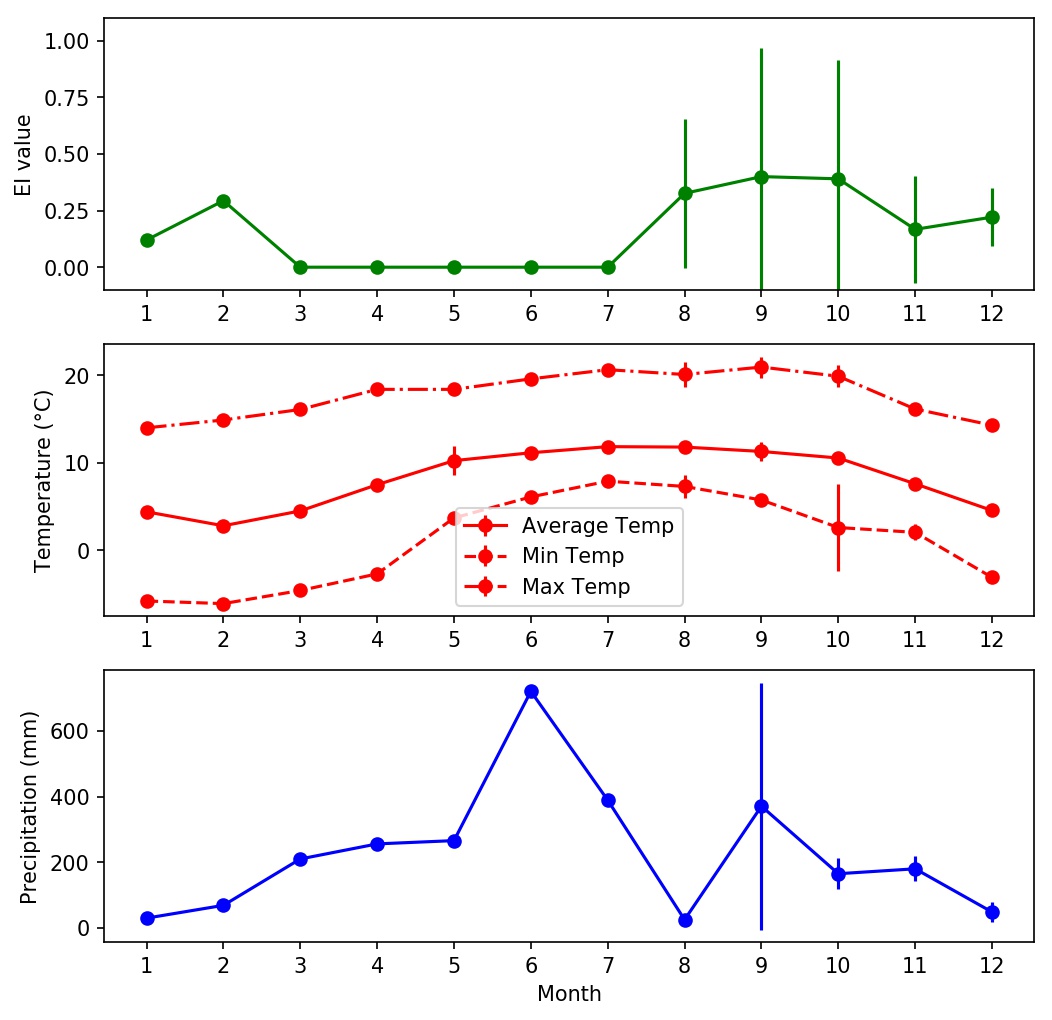 EI value
1.00
0.75
0.50
0.25
0.00
1 2 3 4 5 6 7 8 9 10 11 12
Temperature (°C)
20
10
0
Average Temp
Min Temp
Max Temp
1 2 3 4 5 6 7 8 9 10 11 12
Precipitation (mm)
600
400
200
0
1 2 3 4 5 6 7 8 9 10 11 12
Month